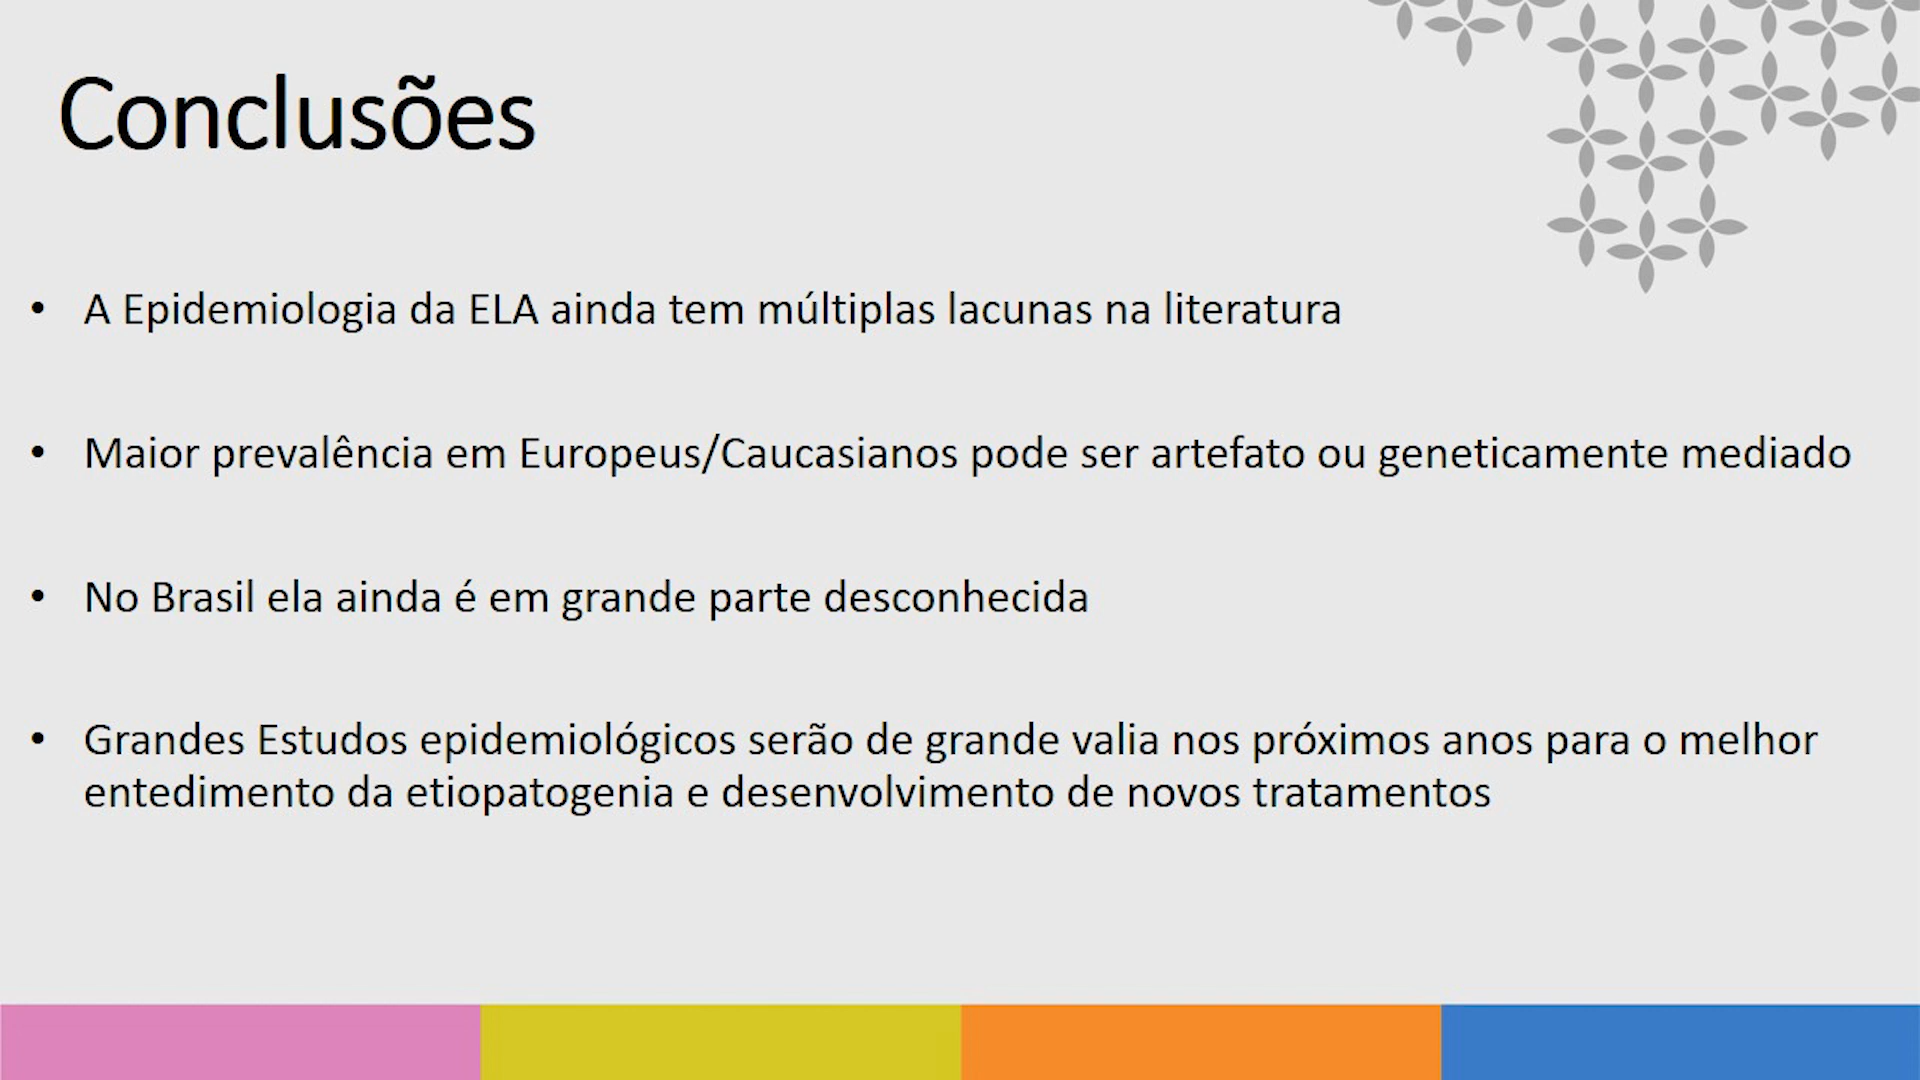 Conclusões
• A Epidemiologia da ELA ainda tem múltiplas lacunas na literatura
• Maior prevalência em Europeus/Caucasianos pode ser artefato ou geneticamente mediado
• No Brasil ela ainda é em grande parte desconhecida
• Grandes Estudos epidemiológicos serão de grande valia nos próximos anos para o melhor
entedimento da etiopatogenia e desenvolvimento de novos tratamentos